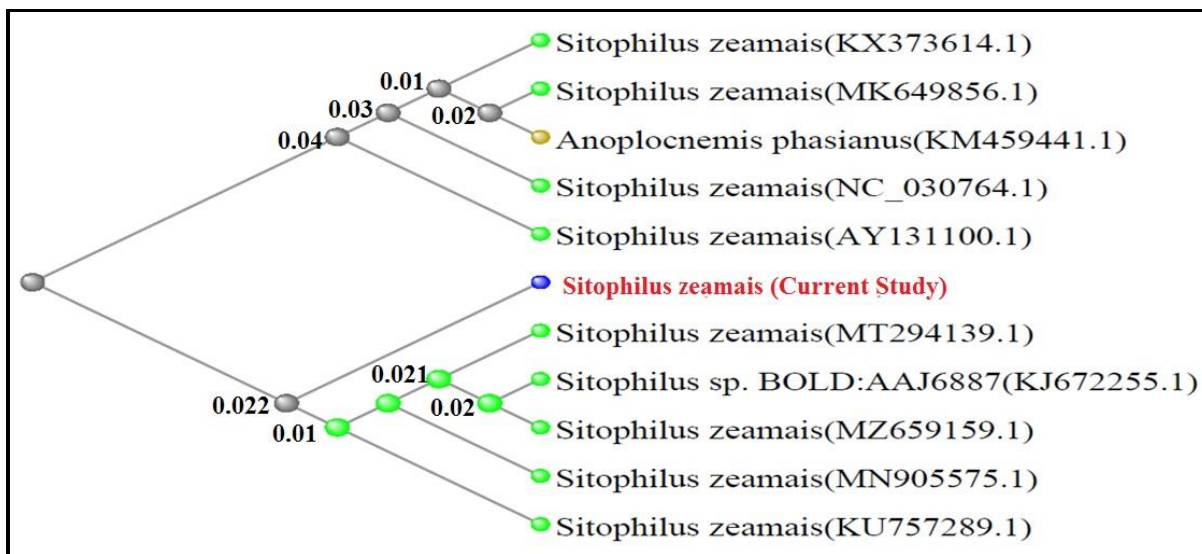 Sitophilus zeamais(KX373614.1)
0.01
Sitophilus zeamais(MK649856.1)
0.03
0.02
Anoplocnemis phasianus(KM459441.1)
0.04
Sitophilus zeamais(NC_030764.1)
Sitophilus zeamais(AY131100.1)
Sitophilus zeamais (Current Study)
Sitophilus zeamais(MT294139.1)
0.021
Sitophilus sp. BOLD:AAJ6887(KJ672255.1)
0.022
0.02
0.01
Sitophilus zeamais(MZ659159.1)
Sitophilus zeamais(MN905575.1)
Sitophilus zeamais(KU757289.1)